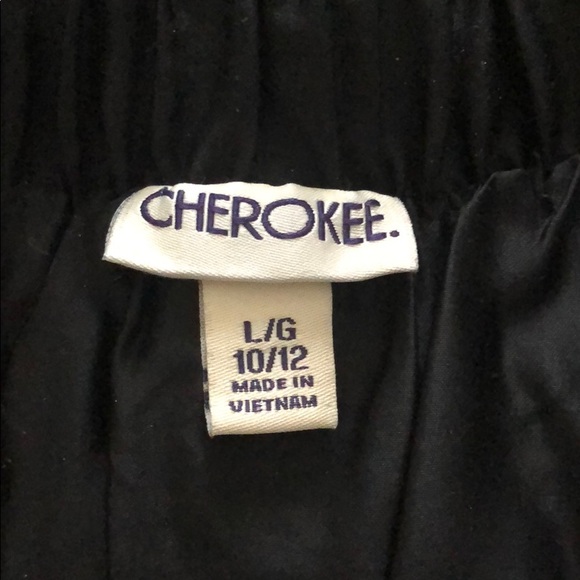 CHEROKEE.
L/G
10/12
MADE IN
VIETNAM